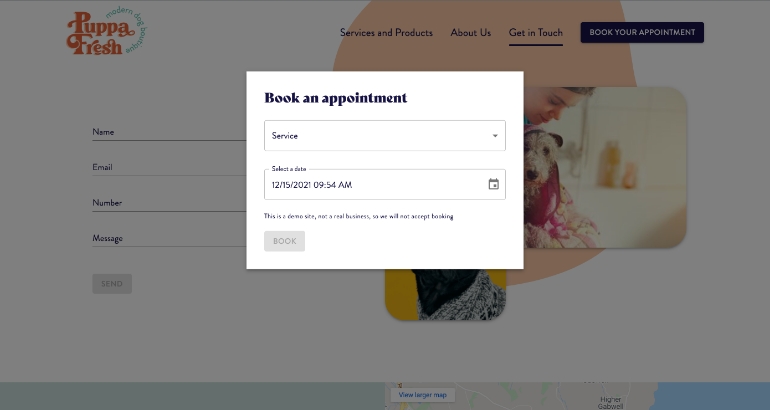 modern dog boutique
Puppa
Fresh
Services and Products
About Us
Get in Touch
BOOK YOUR APPOINTMENT
Book an appointment
Service
Select a date
12/15/2021 09:54 AM
This is a demo site, not a real business, so we will not accept booking
BOOK
Name
Email
Number
Message
SEND
View larger map
Higher
Gabwell